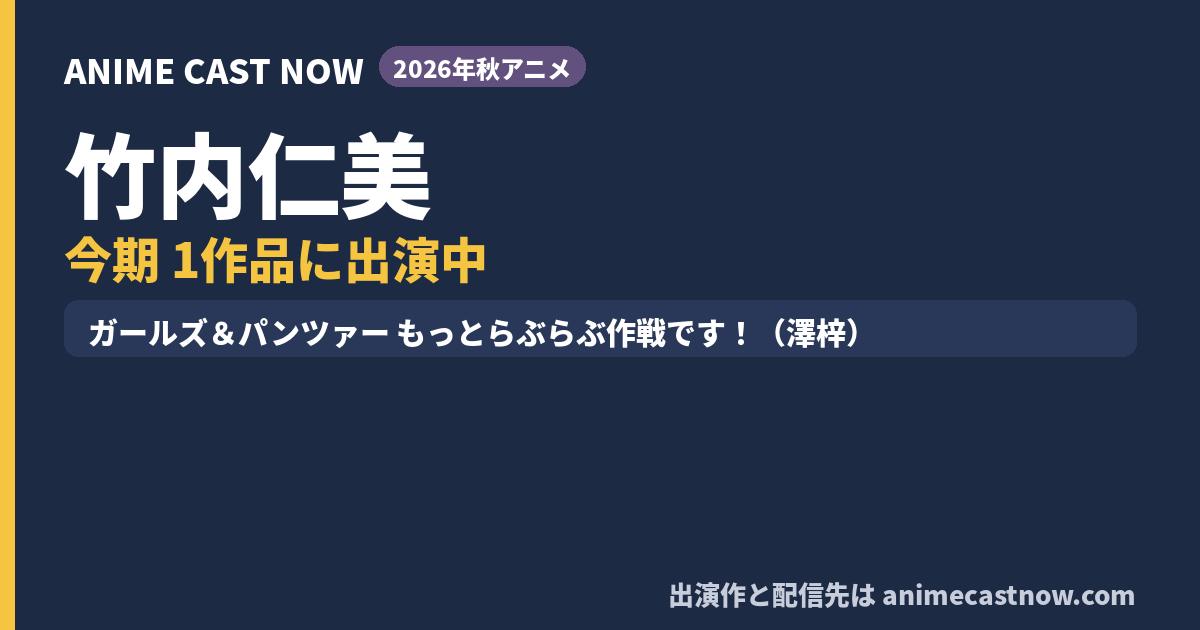 ANIME CAST NOW 2026年秋アニメ
竹内仁美
今期 1作品に出演中
ガールズ＆パンツァー もっとらぶらぶ作戦です！（澤梓）
出演作と配信先は animecastnow.com